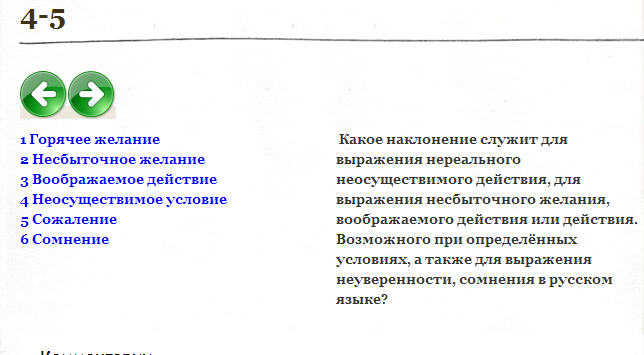 4-5
1 Горячее желание
2 Несбыточное желание
3 Воображаемое действие
4 Неосуществимое условие
5 Сожаление
6 Сомнение
Какое наклонение служит для
выражения нереального
неосуществимого действия, для
выражения несбыточного желания,
воображаемого действия или действия.
Возможного при определённых
условиях, а также для выражения
неуверенности, сомнения в русском
языке?